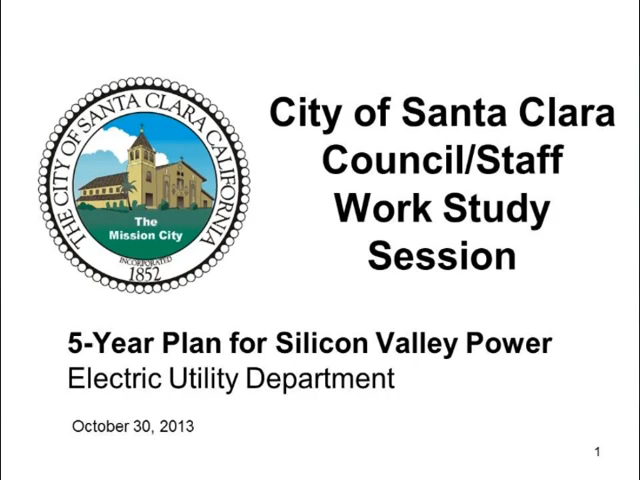 THE CITY OF SANTA CLARA CALIFORNIA
The
Mission City
INCORPORATED
1852
City of Santa Clara
Council/Staff
Work Study
Session
5-Year Plan for Silicon Valley Power
Electric Utility Department
October 30, 2013
1